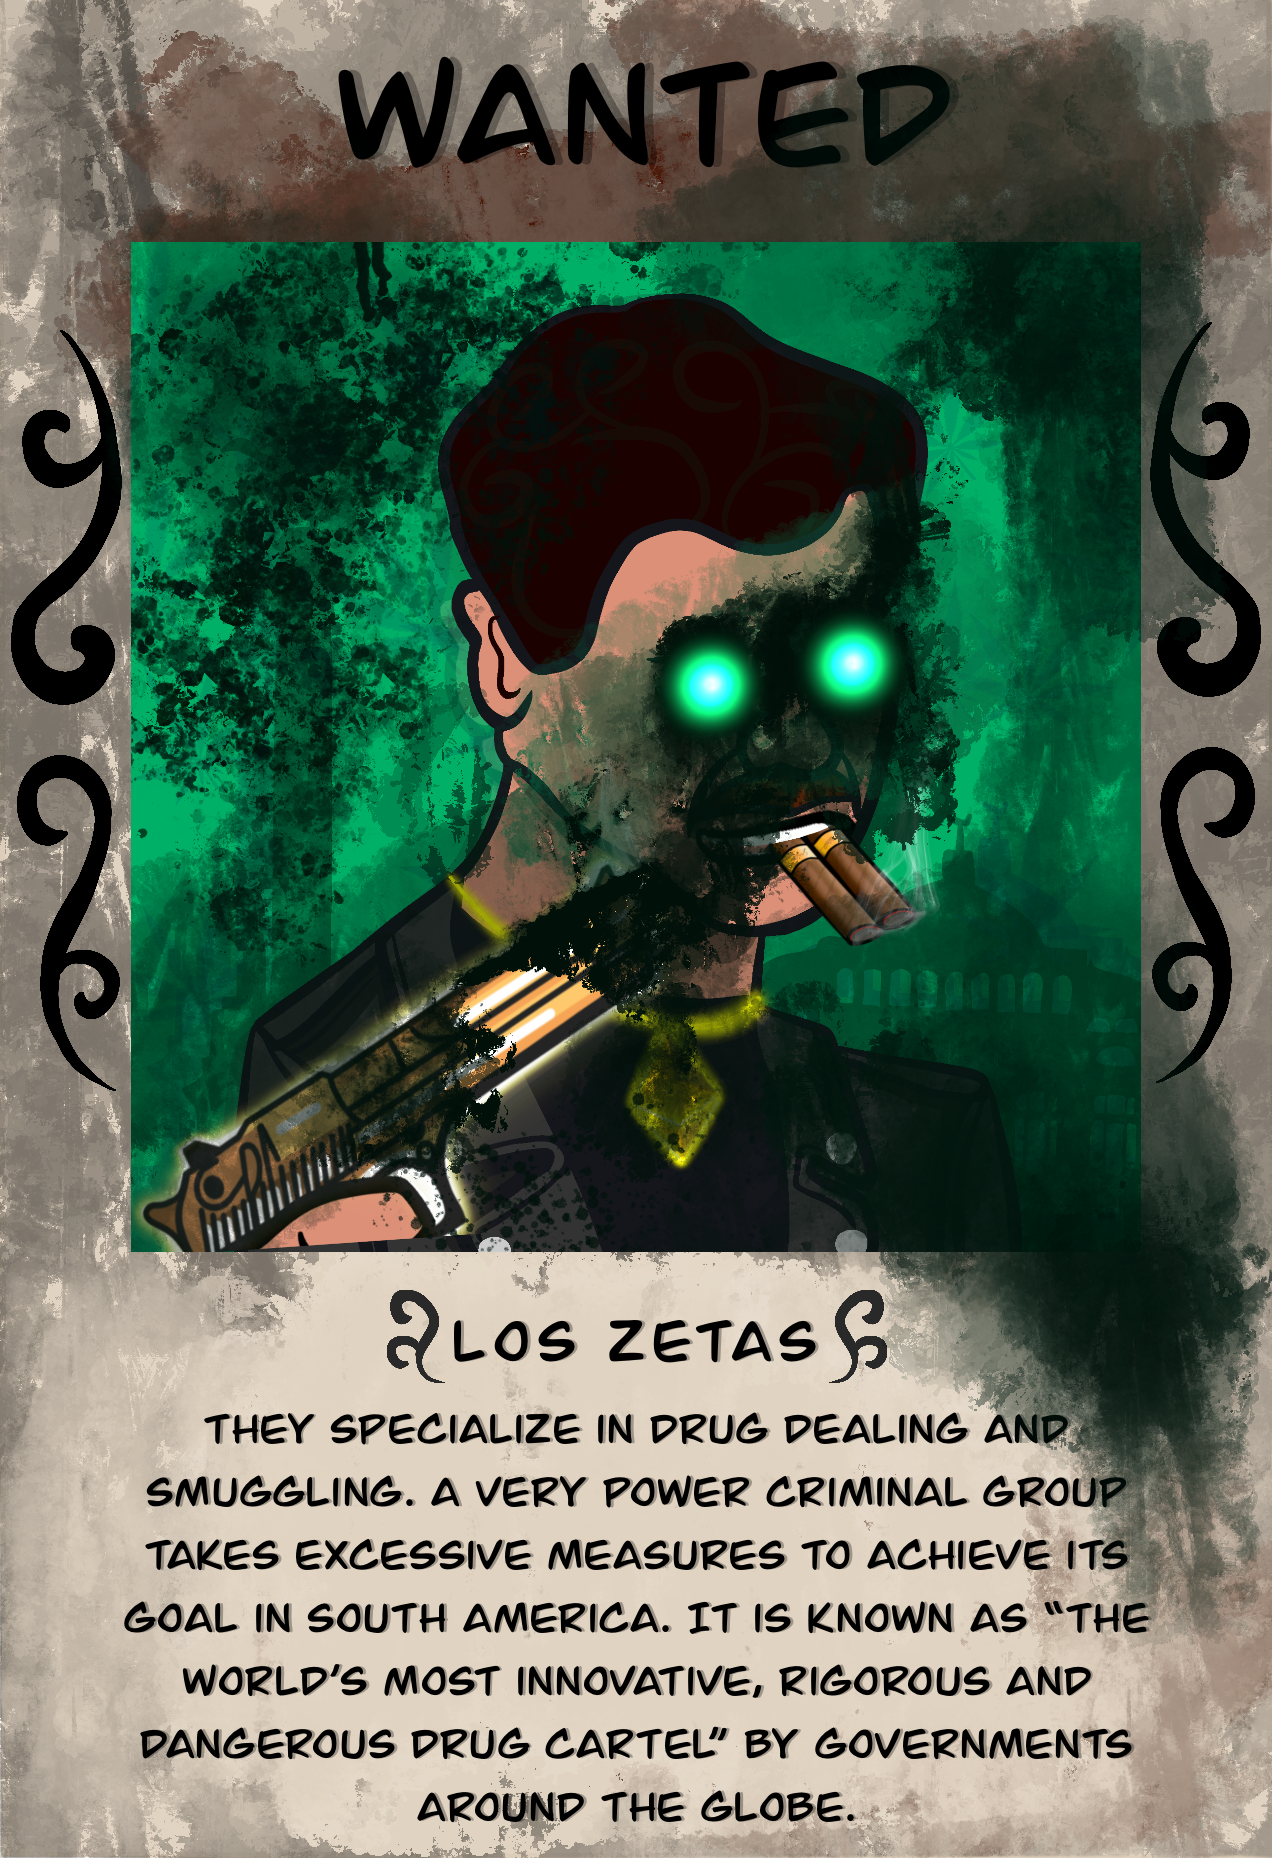 WANTED
LOS ZETAS
THEY SPECIALIZE IN DRUG DEALING AND
SMUGGLING. A VERY POWER CRIMINAL GROUP
TAKES EXCESSIVE MEASURES TO ACHIEVE ITS
GOAL IN SOUTH AMERICA. IT IS KNOWN AS “THE
WORLD’S MOST INNOVATIVE, RIGOROUS AND
DANGEROUS DRUG CARTEL” BY GOVERNMENTS
AROUND THE GLOBE.